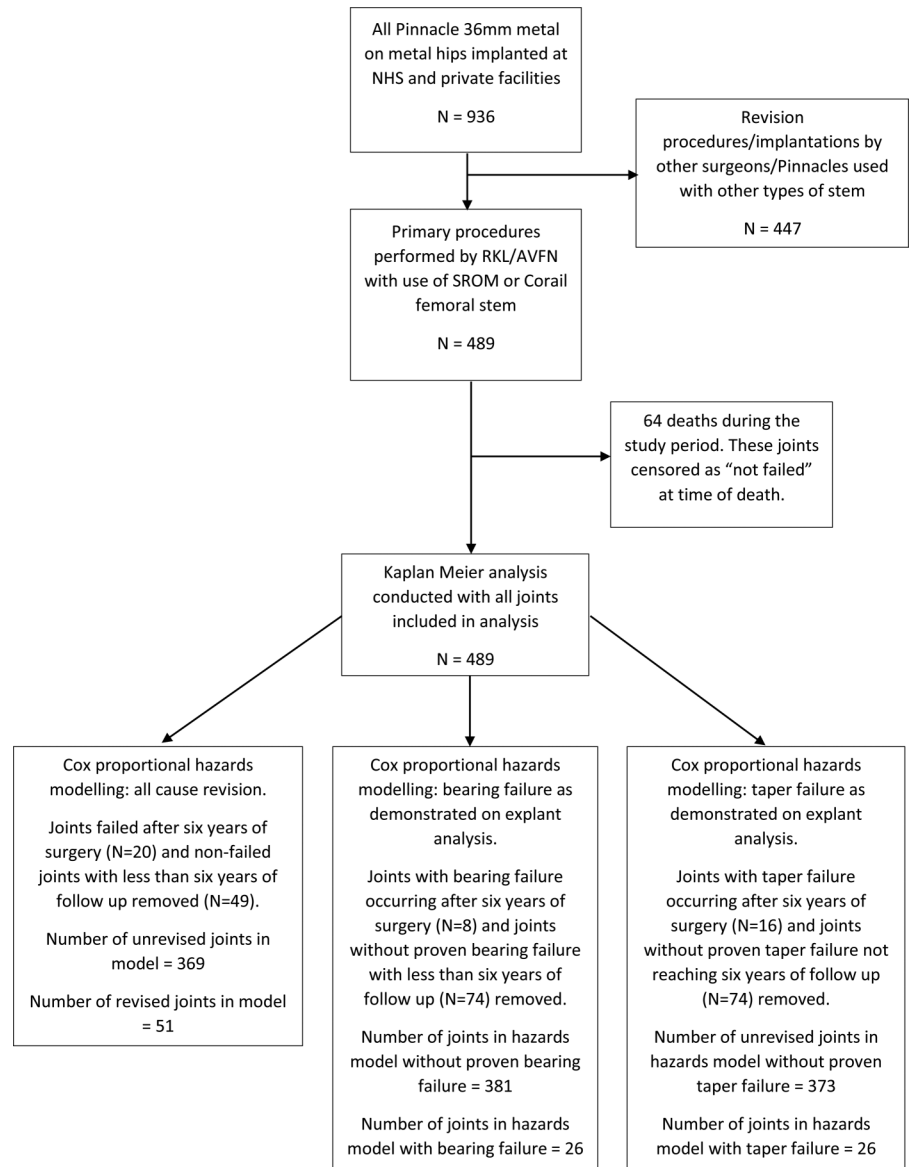 All Pinnacle 36mm metal
on metal hips implanted at
NHS and private facilities
N = 936
Revision
procedures/implantations by
other surgeons/Pinnacles used
with other types of stem
N = 447
Primary procedures
performed by RKL/AVFN
with use of SROM or Corail
femoral stem
N = 489
64 deaths during the
study period. These joints
censored as “not failed”
at time of death.
Kaplan Meier analysis
conducted with all joints
included in analysis
N = 489
Cox proportional hazards
modelling: all cause revision.
Joints failed after six years of
surgery (N=20) and non-failed
joints with less than six years of
follow up removed (N=49).
Number of unrevised joints in
model = 369
Number of revised joints in model
= 51
Cox proportional hazards
modelling: bearing failure as
demonstrated on explant
analysis.
Joints with bearing failure
occurring after six years of
surgery (N=8) and joints
without proven bearing failure
with less than six years of
follow up (N=74) removed.
Number of joints in hazards
model without proven bearing
failure = 381
Number of joints in hazards
model with bearing failure = 26
Cox proportional hazards
modelling: taper failure as
demonstrated on explant
analysis.
Joints with taper failure
occurring after six years of
surgery (N=16) and joints
without proven taper failure not
reaching six years of follow up
(N=74) removed.
Number of unrevised joints in
hazards model without proven
taper failure = 373
Number of joints in hazards
model with taper failure = 26